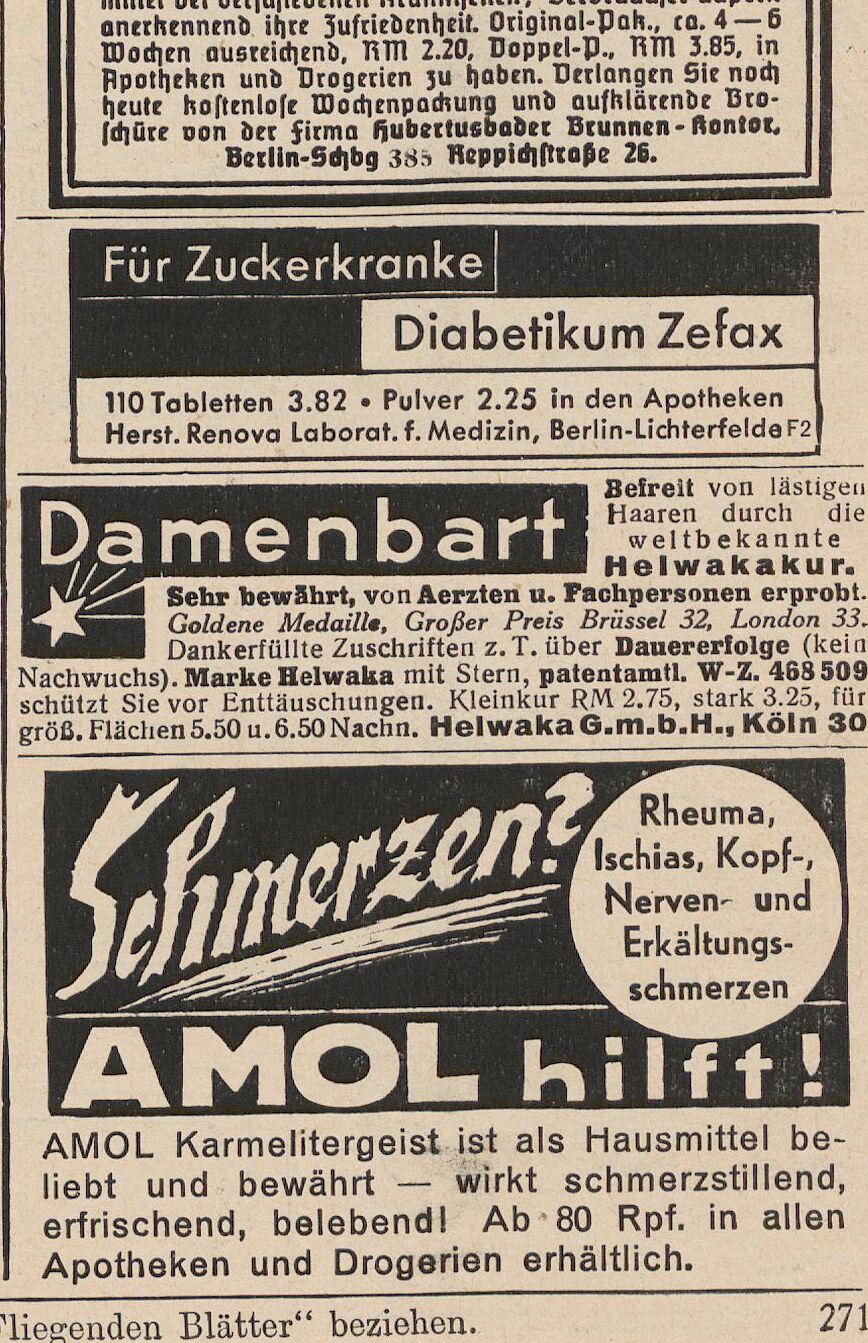 anerkennend ihre Zufriedenheit. Original-Pak., ca. 4—6
Wochen ausreichend, RM 2.20, Doppel-P., RM 3.85, in
Apotheken und Drogerien zu haben. Verlangen Sie noch
heute kostenlose Wochenpackung und aufklärende Bro-
schüre von der Firma Hubertusbader Brunnen-Kontor,
Berlin-Schbg 385 Keppichstraße 26.
Für Zuckerkranke
Diabetikum Zefax
110 Tabletten 3.82 • Pulver 2.25 in den Apotheken
Herst. Renova Laborat. f. Medizin, Berlin-Lichterfelde F2
Damenbart
Befreit von lästigen
Haaren durch die
weltbekannte
Helwakakur.
Sehr bewährt, von Aerzten u. Fachpersonen erprobt.
Goldene Medaille, Großer Preis Brüssel 32, London 33.
Dankerfüllte Zuschriften z. T. über Dauererfolge (kein
Nachwuchs). Marke Helwaka mit Stern, patentamtl. W-Z. 468 509
schützt Sie vor Enttäuschungen. Kleinkur RM 2.75, stark 3.25, für
größ. Flächen 5.50 u. 6.50 Nachn. Helwaka G.m.b.H., Köln 30
Schmerzen?
Rheuma,
Ischias, Kopf-,
Nerven- und
Erkältungs-
schmerzen
AMOL hilft!
AMOL Karmelitergeist ist als Hausmittel be-
liebt und bewährt — wirkt schmerzstillend,
erfrischend, belebend! Ab 80 Rpf. in allen
Apotheken und Drogerien erhältlich.
Fliegenden Blätter“ beziehen. 271